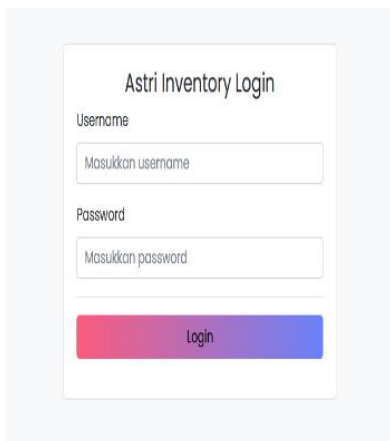 Astri Inventory Login
Username
Masukkan username
Password
Masukkan password
Login